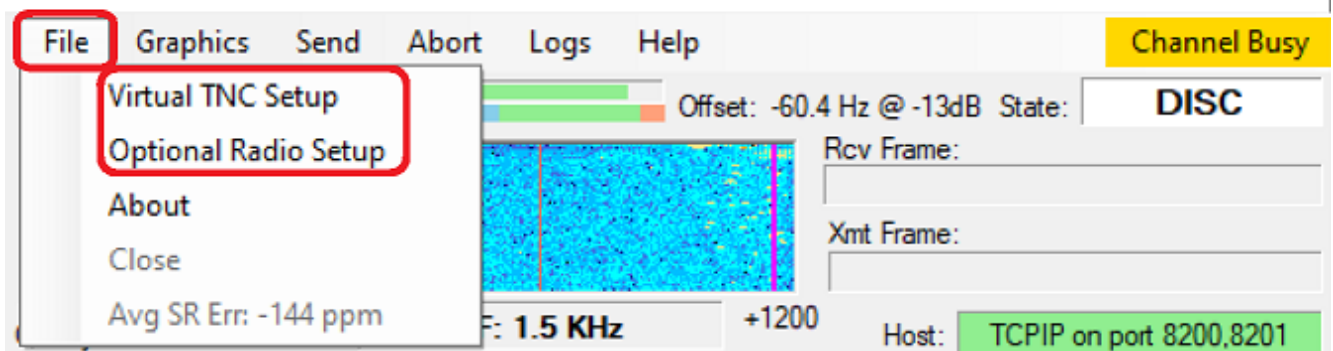 File Graphics Send Abort Logs Help Channel Busy
Virtual TNC Setup
Offset: -60.4 Hz @ -13dB State: DISC
Optional Radio Setup
Rcv Frame:
About
Xmt Frame:
Close
Avg SR Err: -144 ppm
F: 1.5 KHz +1200
Host: TCPIP on port 8200,8201